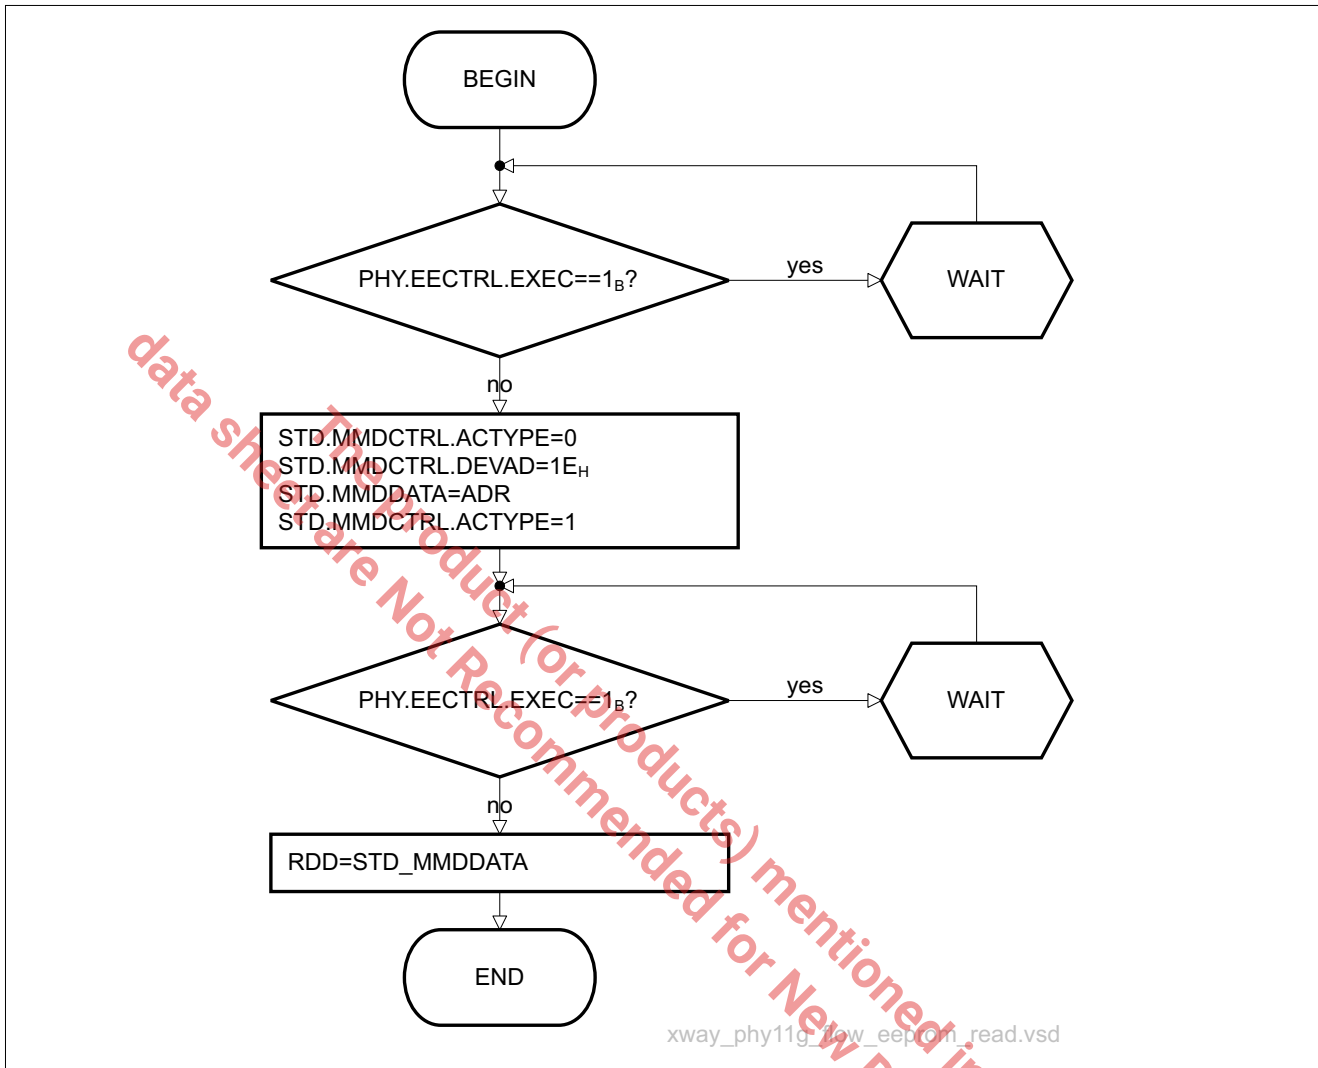 BEGIN
PHY.EECTRL.EXEC==1B?
yes
WAIT
no
STD.MMDCTRL.ACTYPE=0
STD.MMDCTRL.DEVAD=1EH
STD.MMDDATA=ADR
STD.MMDCTRL.ACTYPE=1
PHY.EECTRL.EXEC==1B?
yes
WAIT
no
RDD=STD_MMDDATA
END
xway_phy11g_flow_eeprom_read.vsd
The product (or products) mentioned in
data sheet are Not Recommended for New